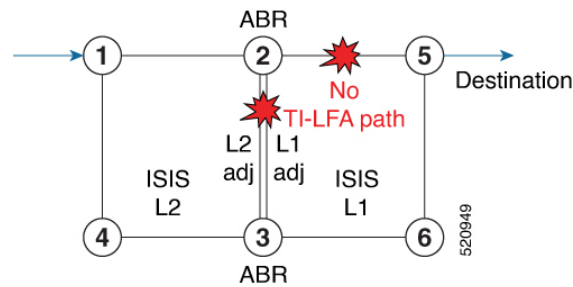 ABR
1
2
5
Destination
No
TI-LFA path
L2
adj
L1
adj
ISIS
L2
ISIS
L1
4
3
6
ABR
520949